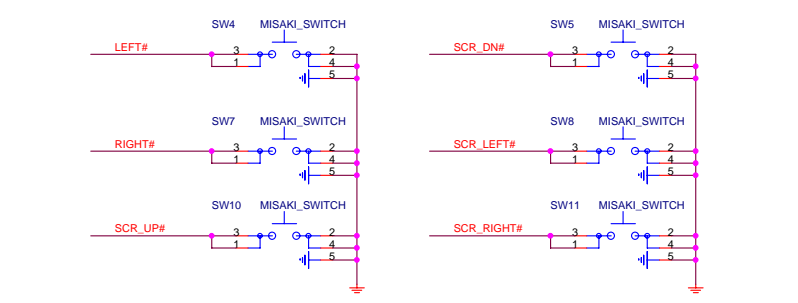 SW4 MISAKI_SWITCH
LEFT# 3 2
1 4
5
SW5 MISAKI_SWITCH
SCR_DN# 3 2
1 4
5
SW7 MISAKI_SWITCH
RIGHT# 3 2
1 4
5
SW8 MISAKI_SWITCH
SCR_LEFT# 3 2
1 4
5
SW10 MISAKI_SWITCH
SCR_UP# 3 2
1 4
5
SW11 MISAKI_SWITCH
SCR_RIGHT# 3 2
1 4
5